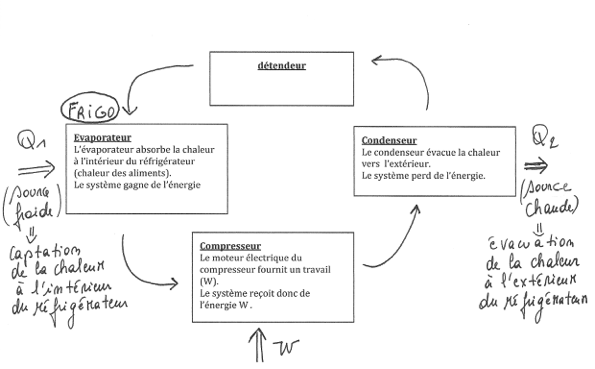 détendeur
FRiGO
Q1
(source
froide)
captation
de la chaleur
à l'intérieur
du réfrigérateur
Evaporateur
L'évaporateur absorbe la chaleur
à l'intérieur du réfrigérateur
(chaleur des aliments).
Le système gagne de l'énergie
Condenseur
Le condenseur évacue la chaleur
vers l'extérieur.
Le système perd de l'énergie.
Q2
(source
chaude)
évacuation
de la chaleur
à l'extérieur
du réfrigérateur
Compresseur
Le moteur électrique du
compresseur fournit un travail
(W).
Le système reçoit donc de
l'énergie W .
W